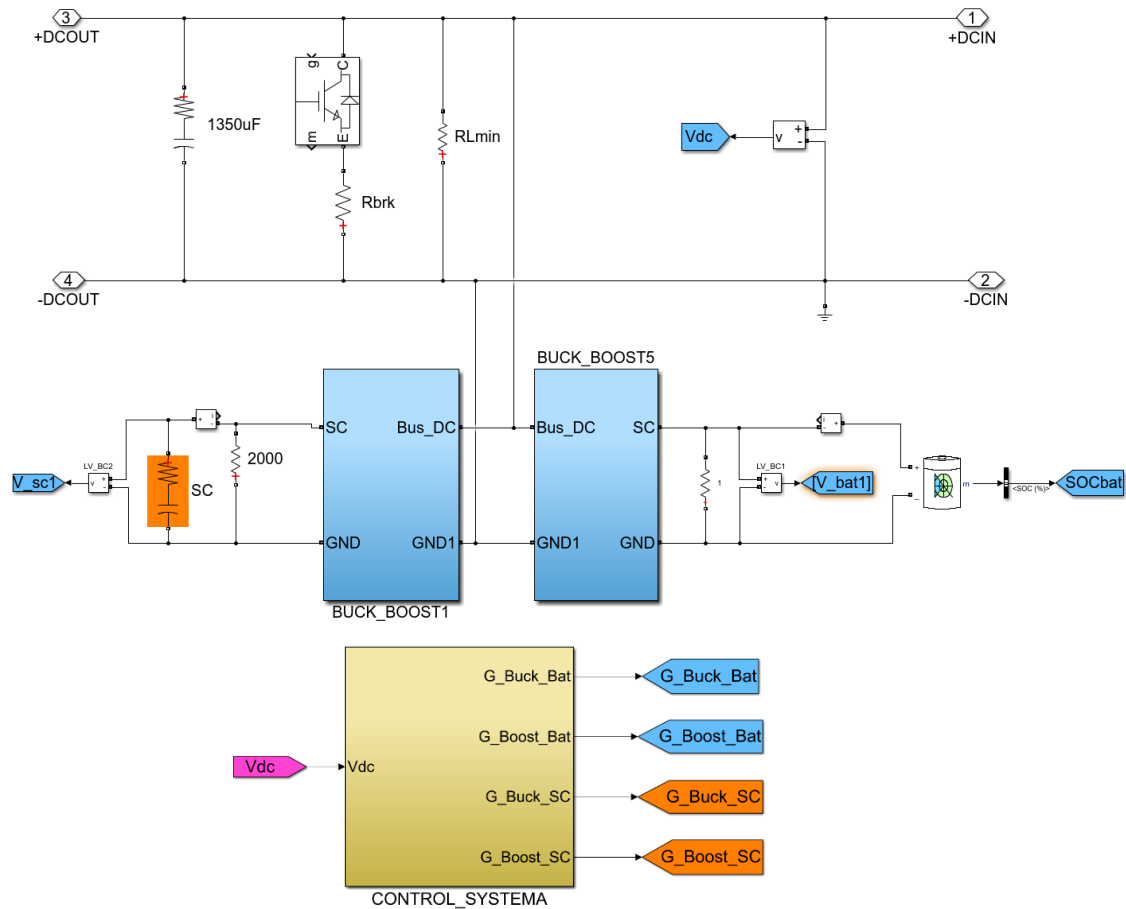 3
+DCOUT
1
+DCIN
g
C
m
E
1350uF
RLmin
Rbrk
Vdc
v
+
-
4
-DCOUT
2
-DCIN
BUCK_BOOST5
SC
Bus_DC
Bus_DC
SC
GND
GND1
GND1
GND
BUCK_BOOST1
V_sc1
LV_BC2
v
+
-
SC
+
-
i
2000
1
LV_BC1
+
-
v
[V_bat1]
i
-
+
+
_
m
<SOC (%)>
SOCbat
Vdc
Vdc
G_Buck_Bat
G_Buck_Bat
G_Boost_Bat
G_Boost_Bat
G_Buck_SC
G_Buck_SC
G_Boost_SC
G_Boost_SC
CONTROL_SYSTEMA